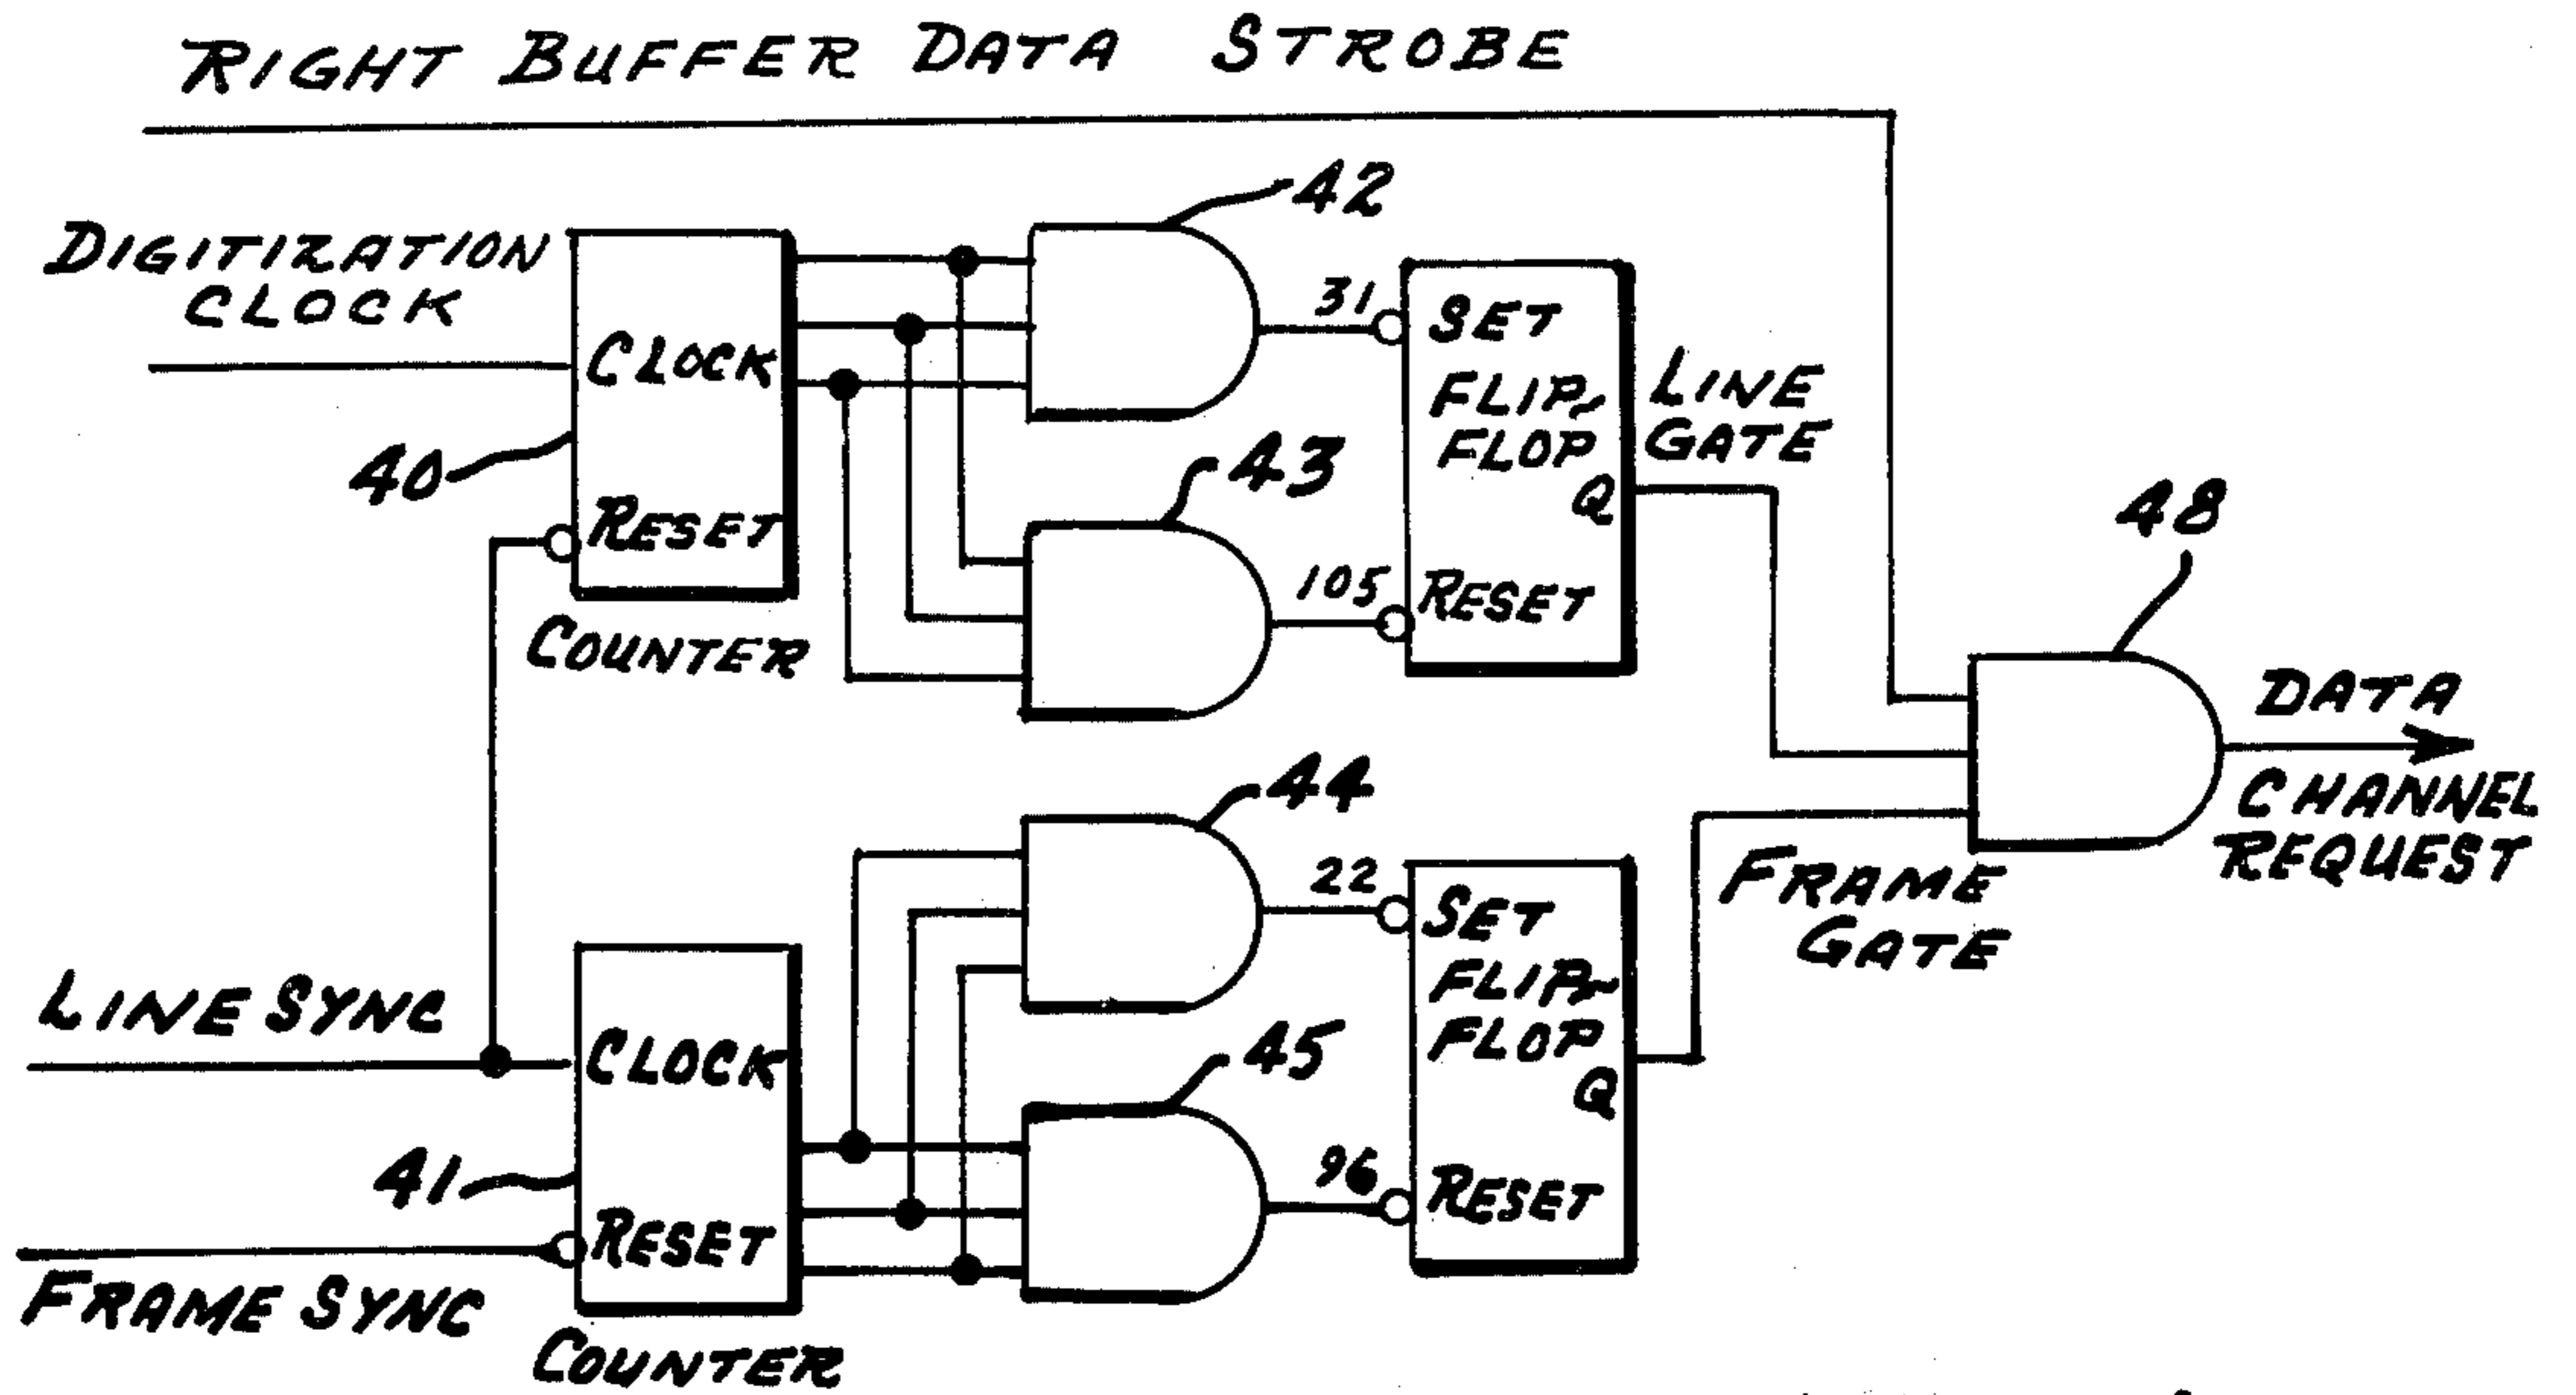 RIGHT BUFFER DATA STROBE
DIGITIZATION
CLOCK
CLOCK
40
RESET
COUNTER
42
43
31
105
SET
FLIP-
FLOP
Q
RESET
LINE
GATE
48
DATA
CHANNEL
REQUEST
LINE SYNC
41
FRAME SYNC
CLOCK
RESET
COUNTER
44
45
22
96
SET
FLIP-
FLOP
Q
RESET
FRAME
GATE